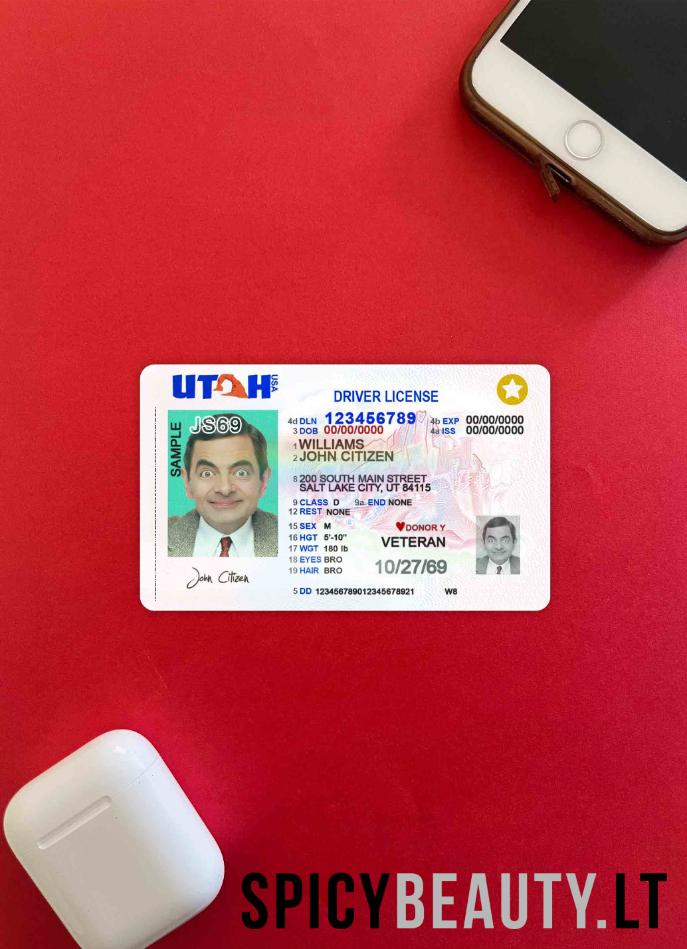 UTAH USA
DRIVER LICENSE
SAMPLE
JS69
4d DLN 123456789
4b EXP 00/00/0000
3 DOB 00/00/0000
4a ISS 00/00/0000
1 WILLIAMS
2 JOHN CITIZEN
8 200 SOUTH MAIN STREET
SALT LAKE CITY, UT 84115
9 CLASS D 9a END NONE
12 REST NONE
15 SEX M
DONOR Y
16 HGT 5'-10"
VETERAN
17 WGT 180 lb
18 EYES BRO
10/27/69
19 HAIR BRO
John Citizen
5 DD 123456789012345678921 W8
SPICYBEAUTY.LT